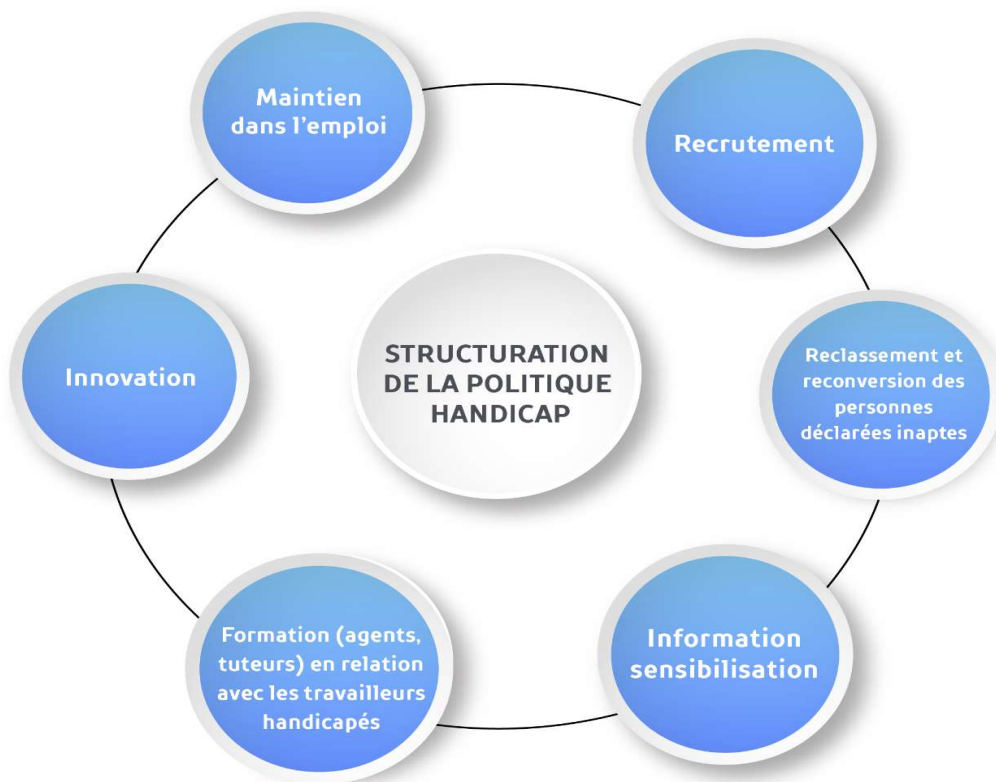 Maintien
dans l'emploi
Recrutement
Innovation
STRUCTURATION
DE LA POLITIQUE
HANDICAP
Reclassement et
reconversion des
personnes
déclarées inaptes
Formation (agents,
tuteurs) en relation
avec les travailleurs
handicapés
Information
sensibilisation